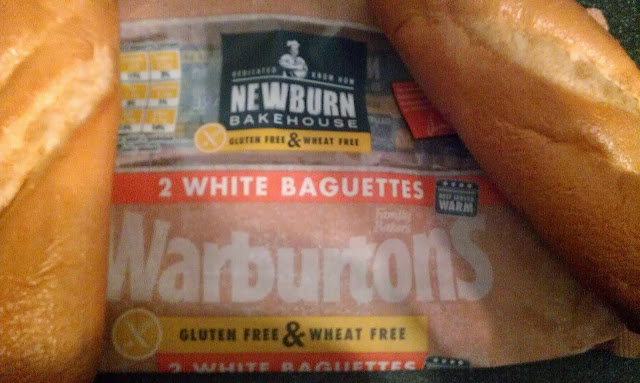 DEDICATED KNOW HOW
NEWBURN
BAKEHOUSE
GLUTEN FREE & WHEAT FREE
2 WHITE BAGUETTES
BEST SERVED
WARM
Family
Bakers
Warburtons
GLUTEN FREE & WHEAT FREE
2 WHITE BAGUETTES